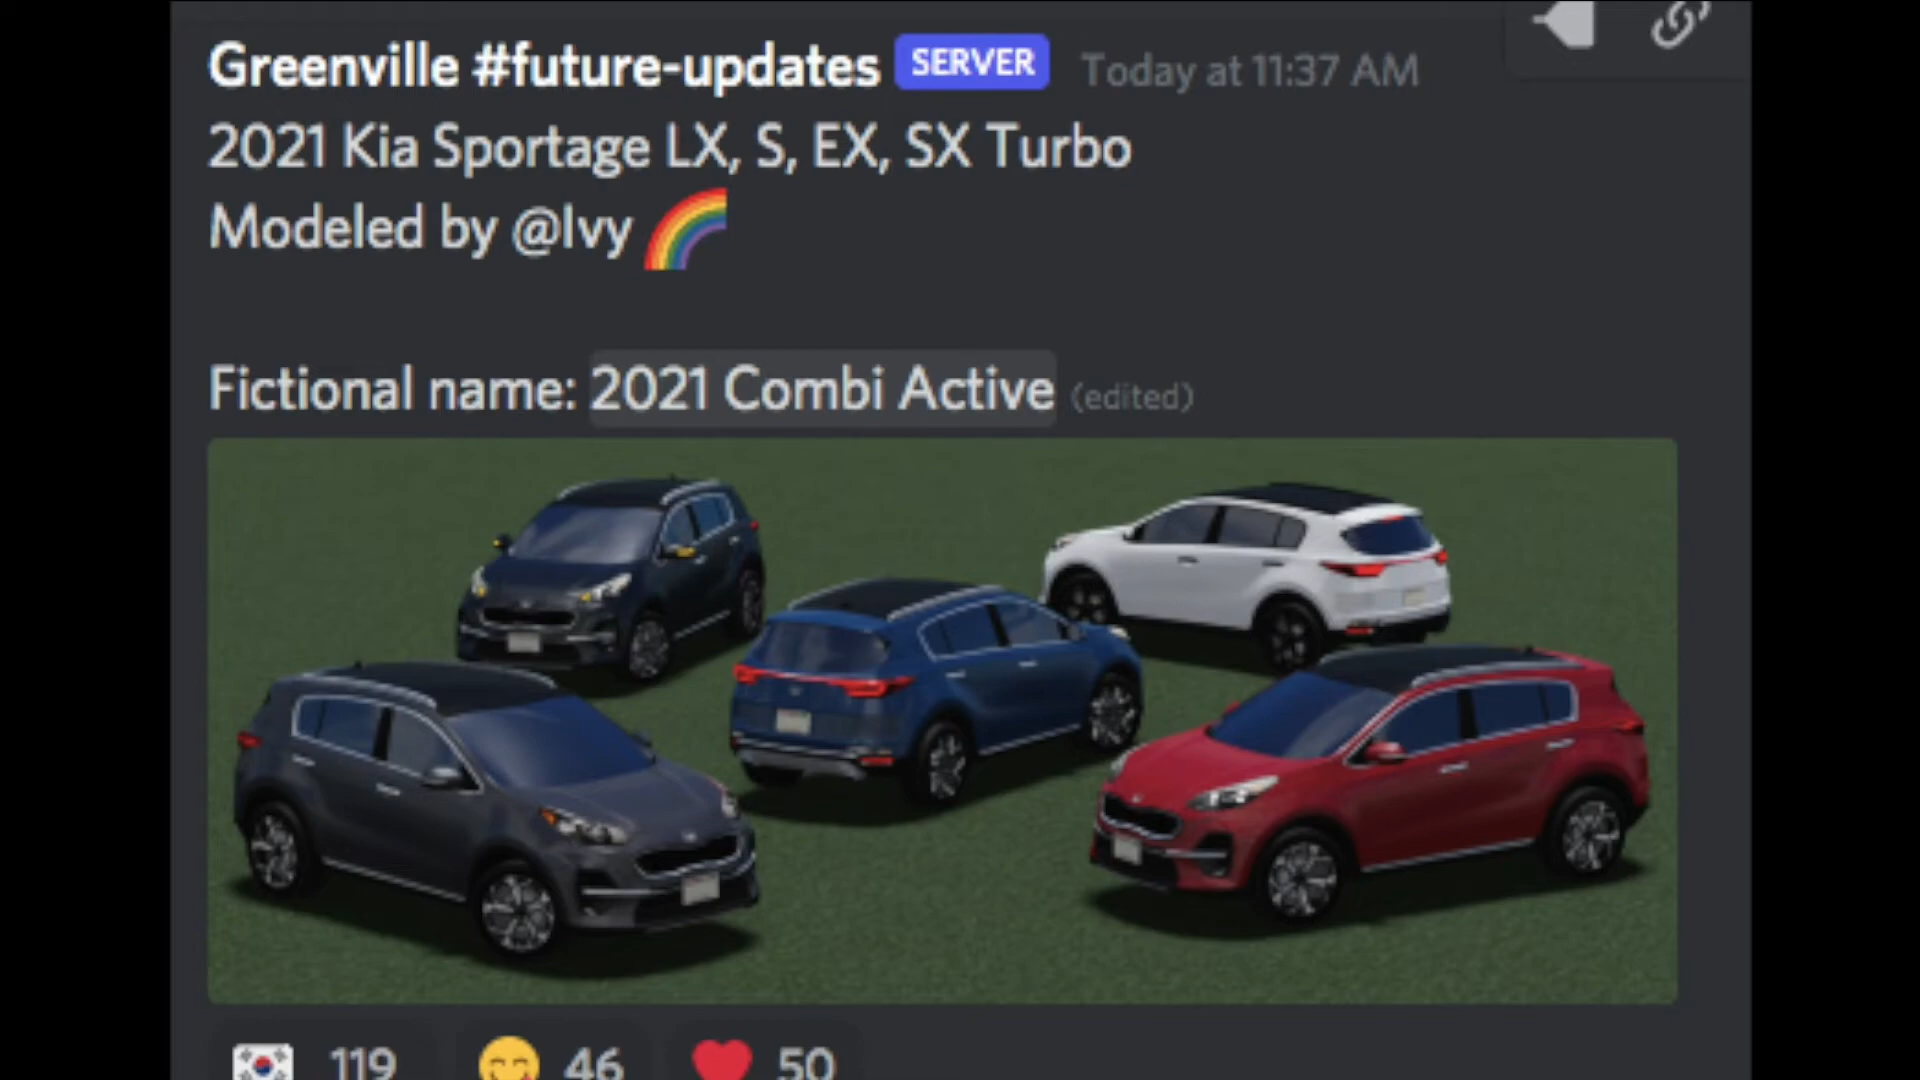 Greenville #future-updates SERVER Today at 11:37 AM
2021 Kia Sportage LX, S, EX, SX Turbo
Modeled by @Ivy 🌈
Fictional name: 2021 Combi Active (edited)
119 46 50